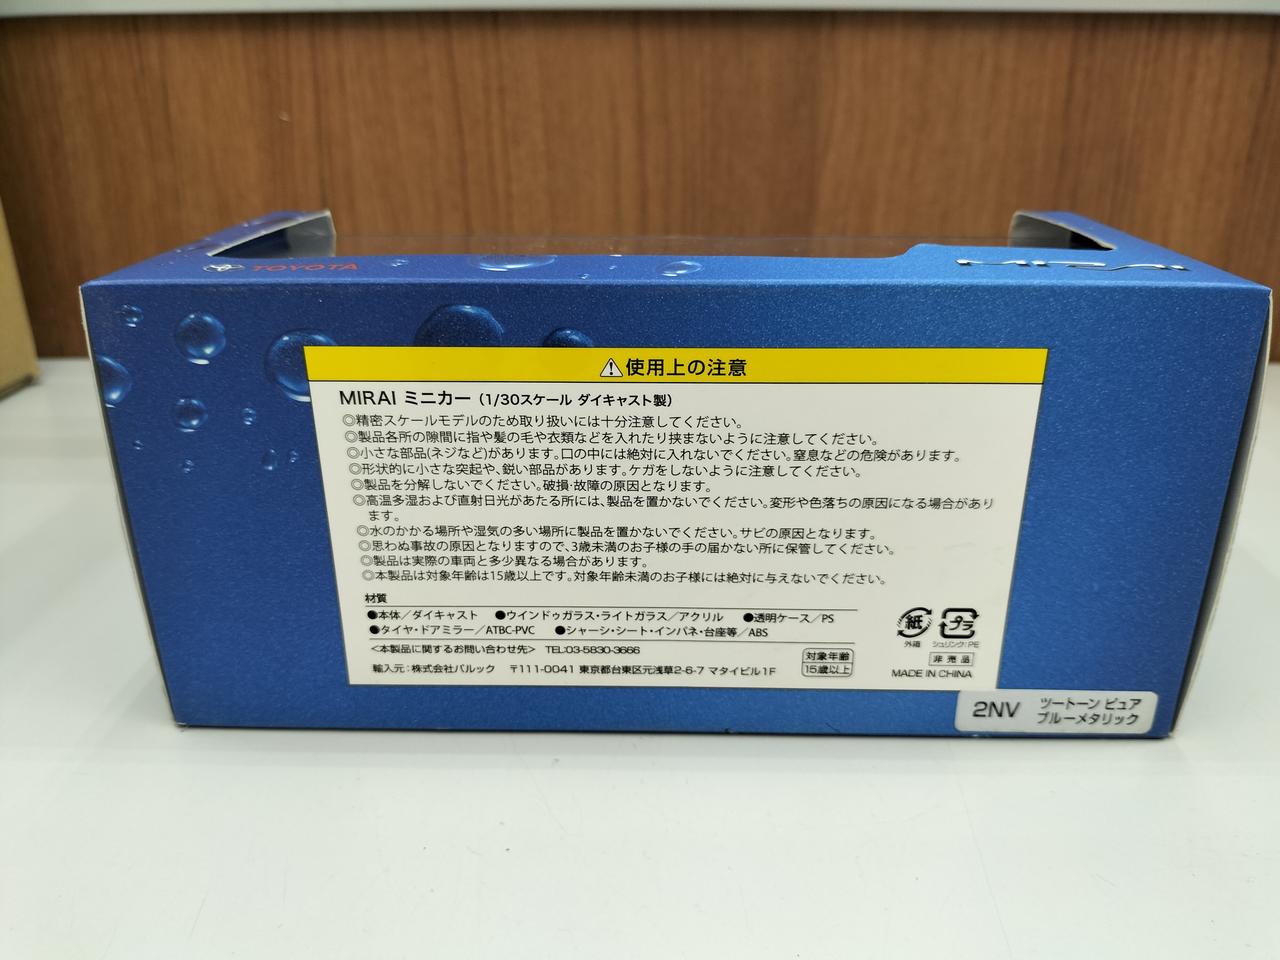 TOYOTA
MIRAI
⚠使用上の注意
MIRAI ミニカー（1/30スケール ダイキャスト製）
◎精密スケールモデルのため取り扱いには十分注意してください。
◎製品各所の隙間に指や髪の毛や衣類などを入れたり挟まないように注意してください。
◎小さな部品(ネジなど)があります。口の中には絶対に入れないでください。窒息などの危険があります。
◎形状的に小さな突起や、鋭い部品があります。ケガをしないように注意してください。
◎製品を分解しないでください。破損・故障の原因となります。
◎高温多湿および直射日光があたる所には、製品を置かないでください。変形や色落ちの原因になる場合があり
ます。
◎水のかかる場所や湿気の多い場所に製品を置かないでください。サビの原因となります。
◎思わぬ事故の原因となりますので、3歳未満のお子様の手の届かない所に保管してください。
◎製品は実際の車両と多少異なる場合があります。
◎本製品は対象年齢は15歳以上です。対象年齢未満のお子様には絶対に与えないでください。
材質
●本体／ダイキャスト ●ウインドゥガラス・ライトガラス／アクリル ●透明ケース／PS
●タイヤ・ドアミラー／ATBC-PVC ●シャーシ・シート・インパネ・台座等／ABS
<本製品に関するお問い合わせ先> TEL:03-5830-3666
輸入元：株式会社バルック 〒111-0041 東京都台東区元浅草2-6-7 マタイビル1F
対象年齢
15歳以上
紙
外箱
プラ
シュリンク：PE
非売品
MADE IN CHINA
2NV ツートーン ピュア
ブルーメタリック